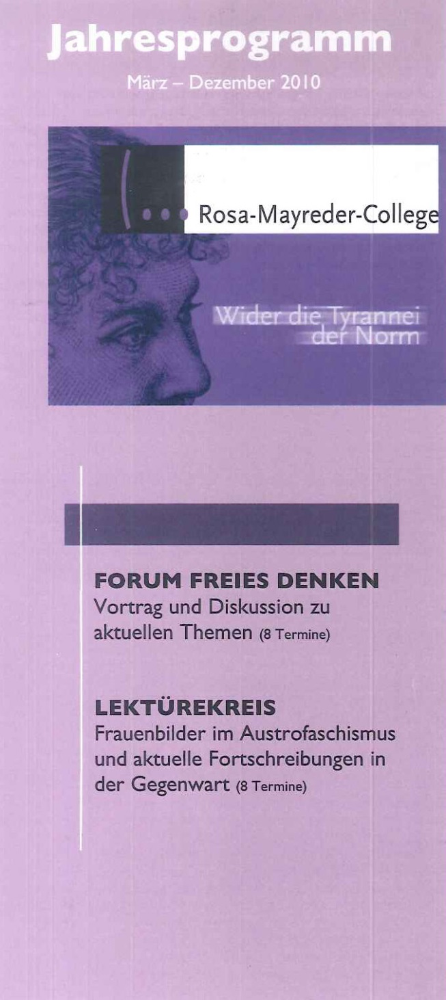 Jahresprogramm
März – Dezember 2010
(... Rosa-Mayreder-College
Wider die Tyrannei
der Norm
FORUM FREIES DENKEN
Vortrag und Diskussion zu
aktuellen Themen (8 Termine)
LEKTÜREKREIS
Frauenbilder im Austrofaschismus
und aktuelle Fortschreibungen in
der Gegenwart (8 Termine)